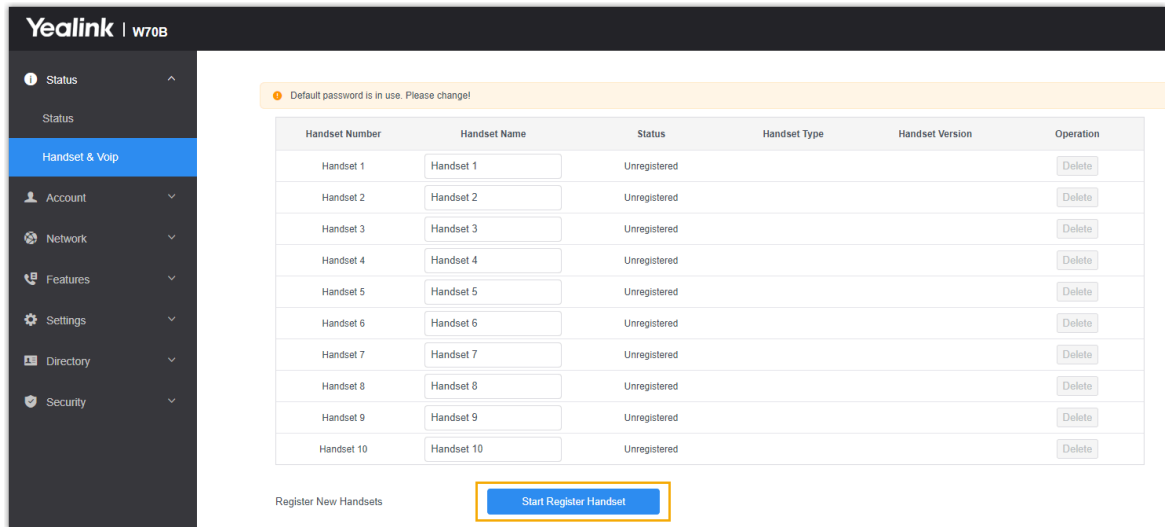 Yealink | W70B
Status
Status
Handset & Voip
Account
Network
Features
Settings
Directory
Security
Default password is in use. Please change!
Handset Number Handset Name Status Handset Type Handset Version Operation
Handset 1 Handset 1 Unregistered Delete
Handset 2 Handset 2 Unregistered Delete
Handset 3 Handset 3 Unregistered Delete
Handset 4 Handset 4 Unregistered Delete
Handset 5 Handset 5 Unregistered Delete
Handset 6 Handset 6 Unregistered Delete
Handset 7 Handset 7 Unregistered Delete
Handset 8 Handset 8 Unregistered Delete
Handset 9 Handset 9 Unregistered Delete
Handset 10 Handset 10 Unregistered Delete
Register New Handsets Start Register Handset